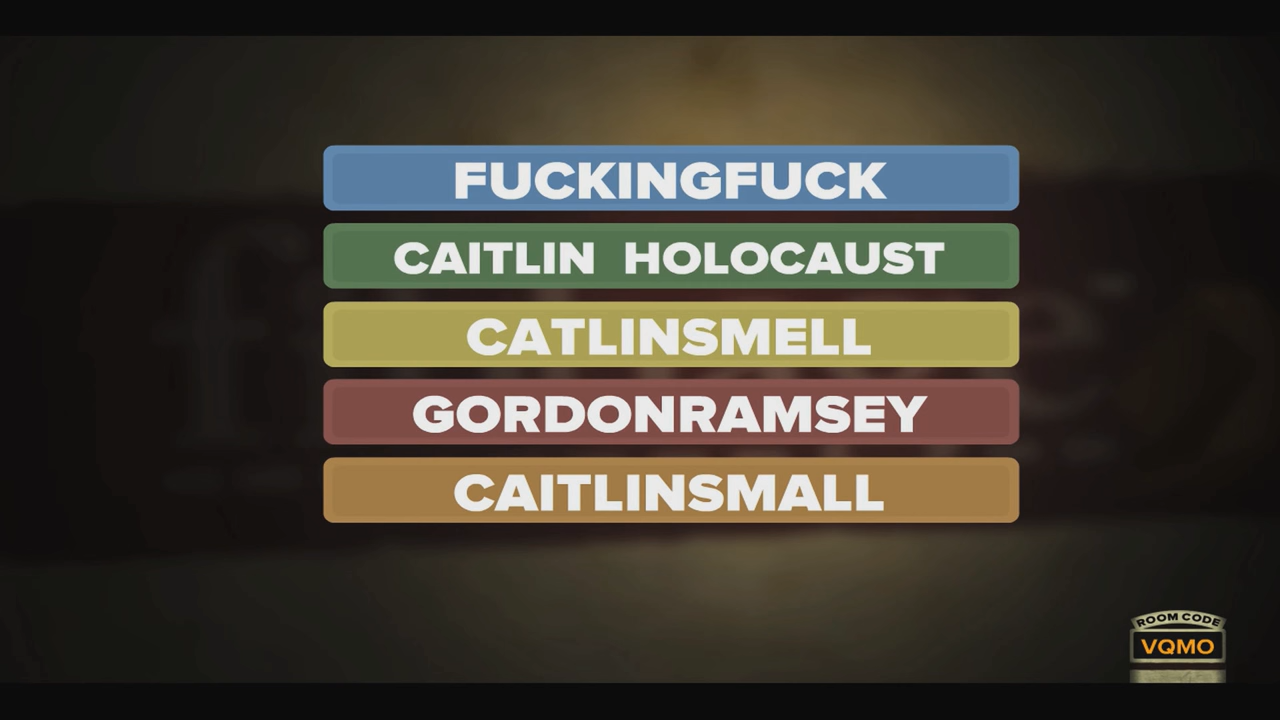 FUCKINGFUCK
CAITLIN HOLOCAUST
CATLINSMELL
GORDONRAMSEY
CAITLINSMALL
ROOM CODE
VQMO